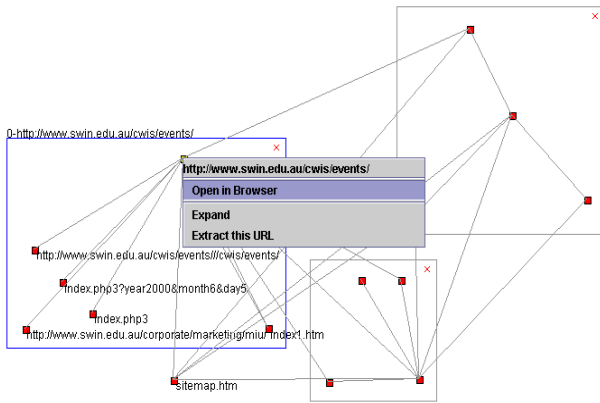 0-http://www.swin.edu.au/cwis/events/
http://www.swin.edu.au/cwis/events/
Open in Browser
Expand
Extract this URL
http://www.swin.edu.au/cwis/events///cwis/events/
index.php3?year2000&month6&day5
index.php3
http://www.swin.edu.au/corporate/marketing/miu/ index1.htm
sitemap.htm